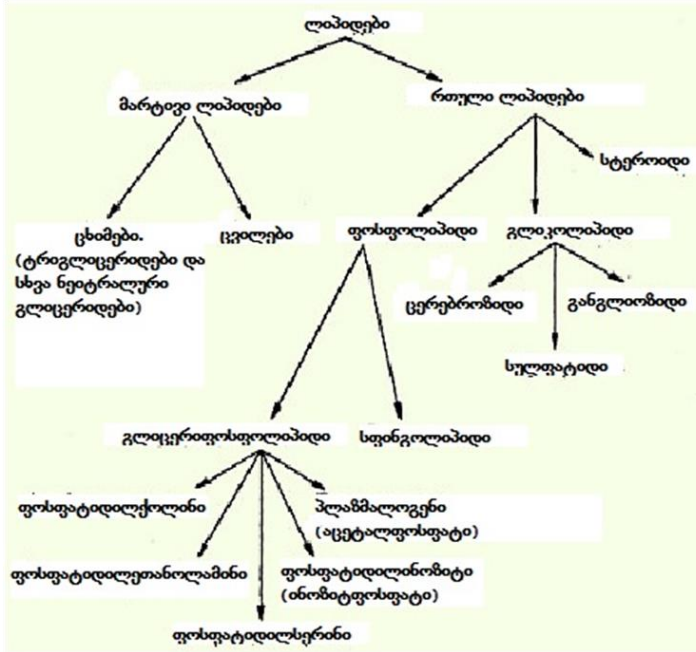 ლიპიდები
მარტივი ლიპიდები
რთული ლიპიდები
სტეროიდი
ცხიმები.
(ტრიგლიცერიდები და
სხვა ნეიტრალური
გლიცერიდები)
ცვილები
ფოსფოლიპიდი
გლიკოლიპიდი
ცერებროზიდი
განგლიოზიდი
სულფატიდი
გლიცერიფოსფოლიპიდი
სფინგოლიპიდი
ფოსფატიდილქოლინი
პლაზმალოგენი
(აცეტალფოსფატი)
ფოსფატიდილეთანოლამინი
ფოსფატიდილინოზიტი
(ინოზიტფოსფატი)
ფოსფატიდილსერინი